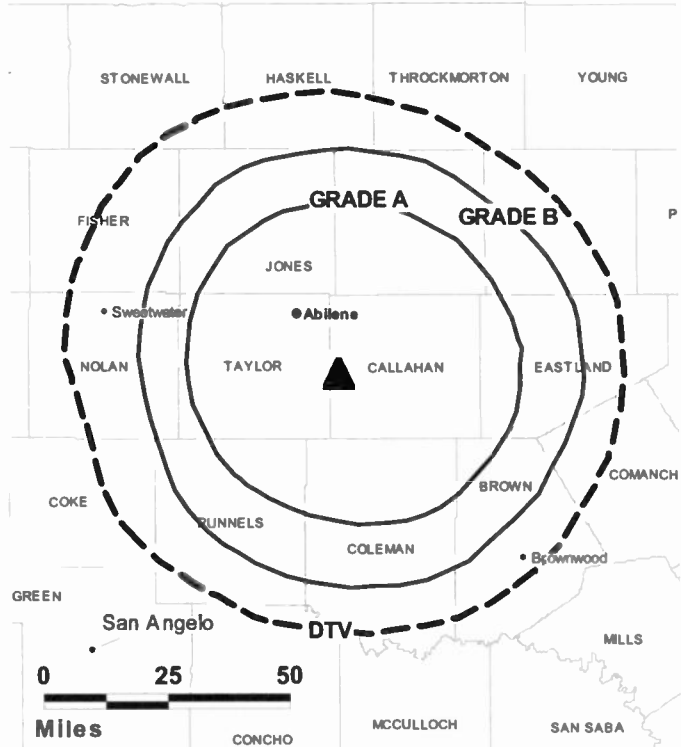 STONEWALL HASKELL THROCKMORTON YOUNG
GRADE A
GRADE B
FISHER
P
JONES
Sweetwater
Abilene
NOLAN TAYLOR CALLAHAN EASTLAND
COMANCH
BROWN
COKE
RUNNELS
COLEMAN
Brownwood
GREEN
San Angelo
DTV
MILLS
0 25 50
Miles
MCCULLOCH
SAN SABA
CONCHO